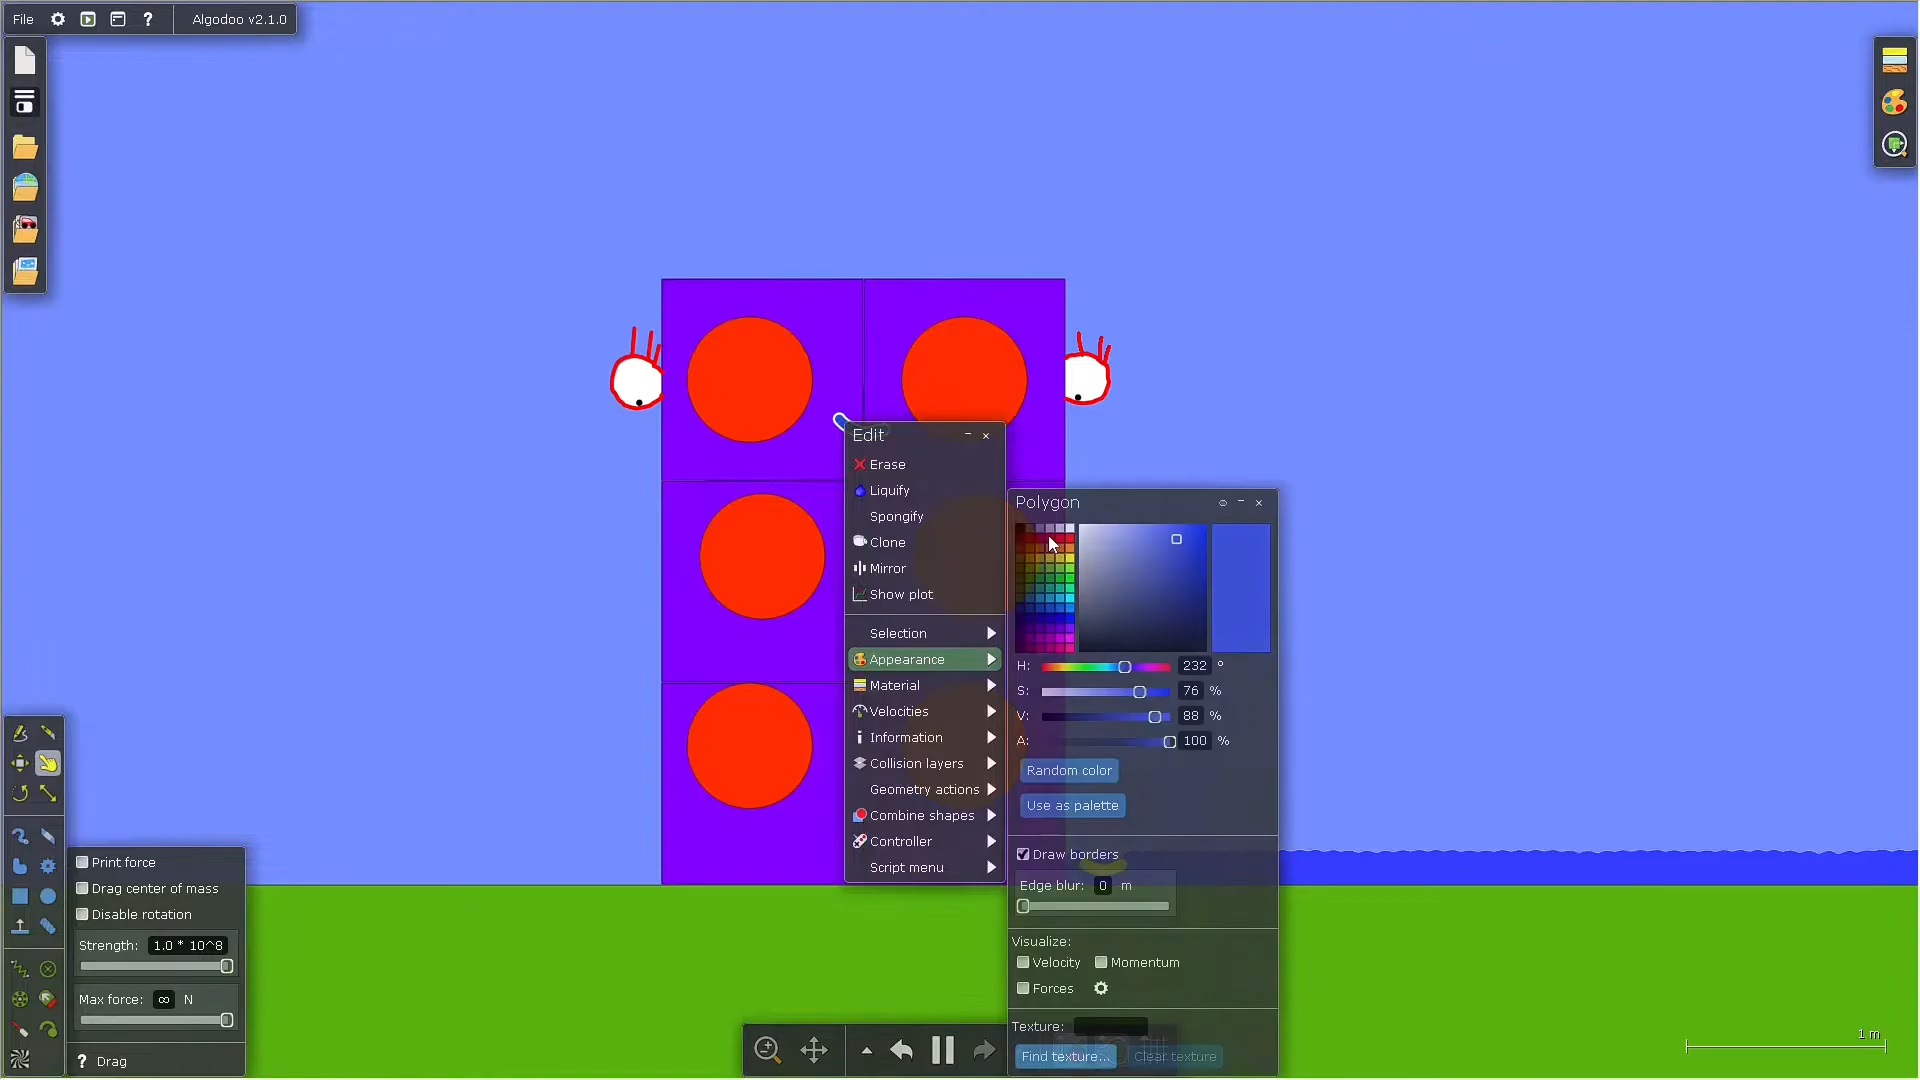 File ? Algodoo v2.1.0
Edit
Erase
Liquify
Spongify
Clone
Mirror
Show plot
Selection
Appearance
Material
Velocities
Information
Collision layers
Geometry actions
Combine shapes
Controller
Script menu
Polygon
H: 232 °
S: 76 %
V: 88 %
A: 100 %
Random color
Use as palette
Draw borders
Edge blur: 0 m
Visualize:
Velocity Momentum
Forces
Texture:
Find texture... Clear texture
Print force
Drag center of mass
Disable rotation
Strength: 1.0 * 10^8
Max force: ∞ N
? Drag
1 m